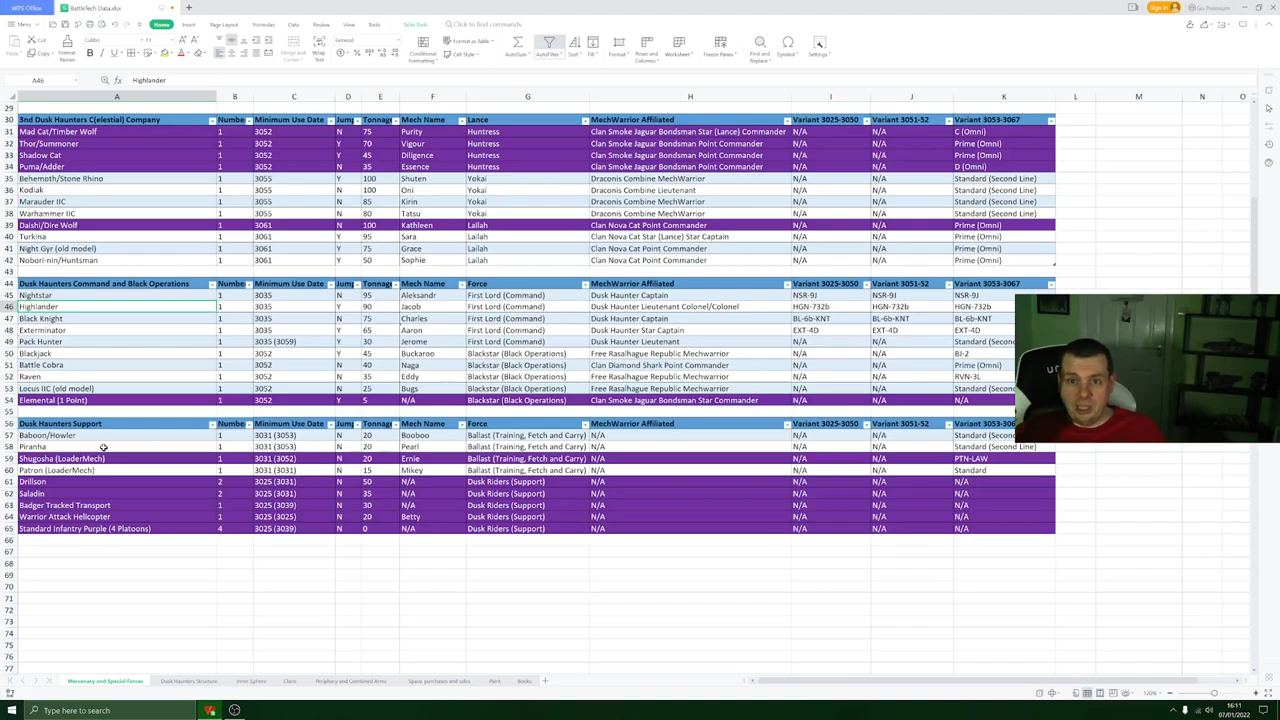 WPS Office BattleTech Data.xlsx + Sign in Go Premium
Menu Home Insert Page Layout Formulas Data Review View Tools Table Tools Click to find commands
Paste Cut Copy Format Painter Calibri 11 Merge and Center Wrap Text General Conditional Formatting Format as Table Cell Style AutoSum AutoFilter Sort Fill Format Rows and Columns Worksheet Freeze Panes Find and Replace Symbol Settings
A46 fx Highlander
A B C D E F G H I J K L M N O
29
30 3nd Dusk Haunters C(elestial) Company Number Minimum Use Date Jump Tonnage Mech Name Lance MechWarrior Affiliated Variant 3025-3050 Variant 3051-52 Variant 3053-3067
31 Mad Cat/Timber Wolf 1 3052 N 75 Purity Huntress Clan Smoke Jaguar Bondsman Star (Lance) Commander N/A N/A C (Omni)
32 Thor/Summoner 1 3052 Y 70 Vigour Huntress Clan Smoke Jaguar Bondsman Point Commander N/A N/A Prime (Omni)
33 Shadow Cat 1 3052 Y 45 Diligence Huntress Clan Smoke Jaguar Bondsman Point Commander N/A N/A Prime (Omni)
34 Puma/Adder 1 3052 N 35 Essence Huntress Clan Smoke Jaguar Bondsman Point Commander N/A N/A D (Omni)
35 Behemoth/Stone Rhino 1 3055 Y 100 Shuten Yokai Draconis Combine MechWarrior N/A N/A Standard (Second Line)
36 Kodiak 1 3055 N 100 Oni Yokai Draconis Combine Lieutenant N/A N/A Standard (Second Line)
37 Marauder IIC 1 3055 N 85 Kirin Yokai Draconis Combine MechWarrior N/A N/A Standard (Second Line)
38 Warhammer IIC 1 3055 N 80 Tatsu Yokai Draconis Combine MechWarrior N/A N/A Standard (Second Line)
39 Daishi/Dire Wolf 1 3061 N 100 Kathleen Lailah Clan Nova Cat Point Commander N/A N/A Prime (Omni)
40 Turkina 1 3061 Y 95 Sara Lailah Clan Nova Cat Star (Lance) Star Captain N/A N/A Prime (Omni)
41 Night Gyr (old model) 1 3061 Y 75 Grace Lailah Clan Nova Cat Point Commander N/A N/A Prime (Omni)
42 Nobori-nin/Huntsman 1 3061 Y 50 Sophie Lailah Clan Nova Cat Point Commander N/A N/A Prime (Omni)
43
44 Dusk Haunters Command and Black Operations Number Minimum Use Date Jump Tonnage Mech Name Force MechWarrior Affiliated Variant 3025-3050 Variant 3051-52 Variant 3053-3067
45 Nightstar 1 3035 N 95 Aleksandr First Lord (Command) Dusk Haunter Captain NSR-9J NSR-9J NSR-9J
46 Highlander 1 3035 Y 90 Jacob First Lord (Command) Dusk Haunter Lieutenant Colonel/Colonel HGN-732b HGN-732b HGN-732b
47 Black Knight 1 3035 N 75 Charles First Lord (Command) Dusk Haunter Captain BL-6b-KNT BL-6b-KNT BL-6b-KNT
48 Exterminator 1 3035 Y 65 Aaron First Lord (Command) Dusk Haunter Star Captain EXT-4D EXT-4D EXT-4D
49 Pack Hunter 1 3035 (3059) Y 30 Jerome First Lord (Command) Dusk Haunter Lieutenant N/A N/A Standard (Sec
50 Blackjack 1 3052 Y 45 Buckaroo Blackstar (Black Operations) Free Rasalhague Republic Mechwarrior N/A N/A BJ-2
51 Battle Cobra 1 3052 N 40 Naga Blackstar (Black Operations) Clan Diamond Shark Point Commander N/A N/A Prime (Omni)
52 Raven 1 3052 N 35 Eddy Blackstar (Black Operations) Free Rasalhague Republic MechWarrior N/A N/A RVN-3L
53 Locus IIC (old model) 1 3052 N 25 Bugs Blackstar (Black Operations) Free Rasalhague Republic MechWarrior N/A N/A Standard (Seco
54 Elemental (1 Point) 1 3052 Y 5 N/A Blackstar (Black Operations) Clan Smoke Jaguar Bondsman Star Commander N/A N/A N/A
55
56 Dusk Haunters Support Number Minimum Use Date Jump Tonnage Mech Name Force MechWarrior Affiliated Variant 3025-3050 Variant 3051-52 Variant 3053-3067
57 Baboon/Howler 1 3031 (3053) N 20 Booboo Ballast (Training, Fetch and Carry) N/A N/A N/A Standard (Second
58 Piranha 1 3031 (3053) N 20 Pearl Ballast (Training, Fetch and Carry) N/A N/A N/A Standard (Second Line)
59 Shugosha (LoaderMech) 1 3031 (3052) N 20 Ernie Ballast (Training, Fetch and Carry) N/A N/A N/A PTN-LAW
60 Patron (LoaderMech) 1 3031 (3031) N 15 Mikey Ballast (Training, Fetch and Carry) N/A N/A N/A Standard
61 Drillson 2 3025 (3031) N 50 N/A Dusk Riders (Support) N/A N/A N/A N/A
62 Saladin 2 3025 (3031) N 35 N/A Dusk Riders (Support) N/A N/A N/A N/A
63 Badger Tracked Transport 1 3025 (3039) N 30 N/A Dusk Riders (Support) N/A N/A N/A N/A
64 Warrior Attack Helicopter 1 3025 (3025) N 20 Betty Dusk Riders (Support) N/A N/A N/A N/A
65 Standard Infantry Purple (4 Platoons) 4 3025 (3039) N 0 N/A Dusk Riders (Support) N/A N/A N/A N/A
66
67
68
69
70
71
72
73
74
75
76
77
Mercenary and Special Forces Dusk Haunters Structure Inner Sphere Clans Periphery and Combined Arms Space, purchases and sales Paint Books +
120%
Type here to search 16:11
07/01/2022